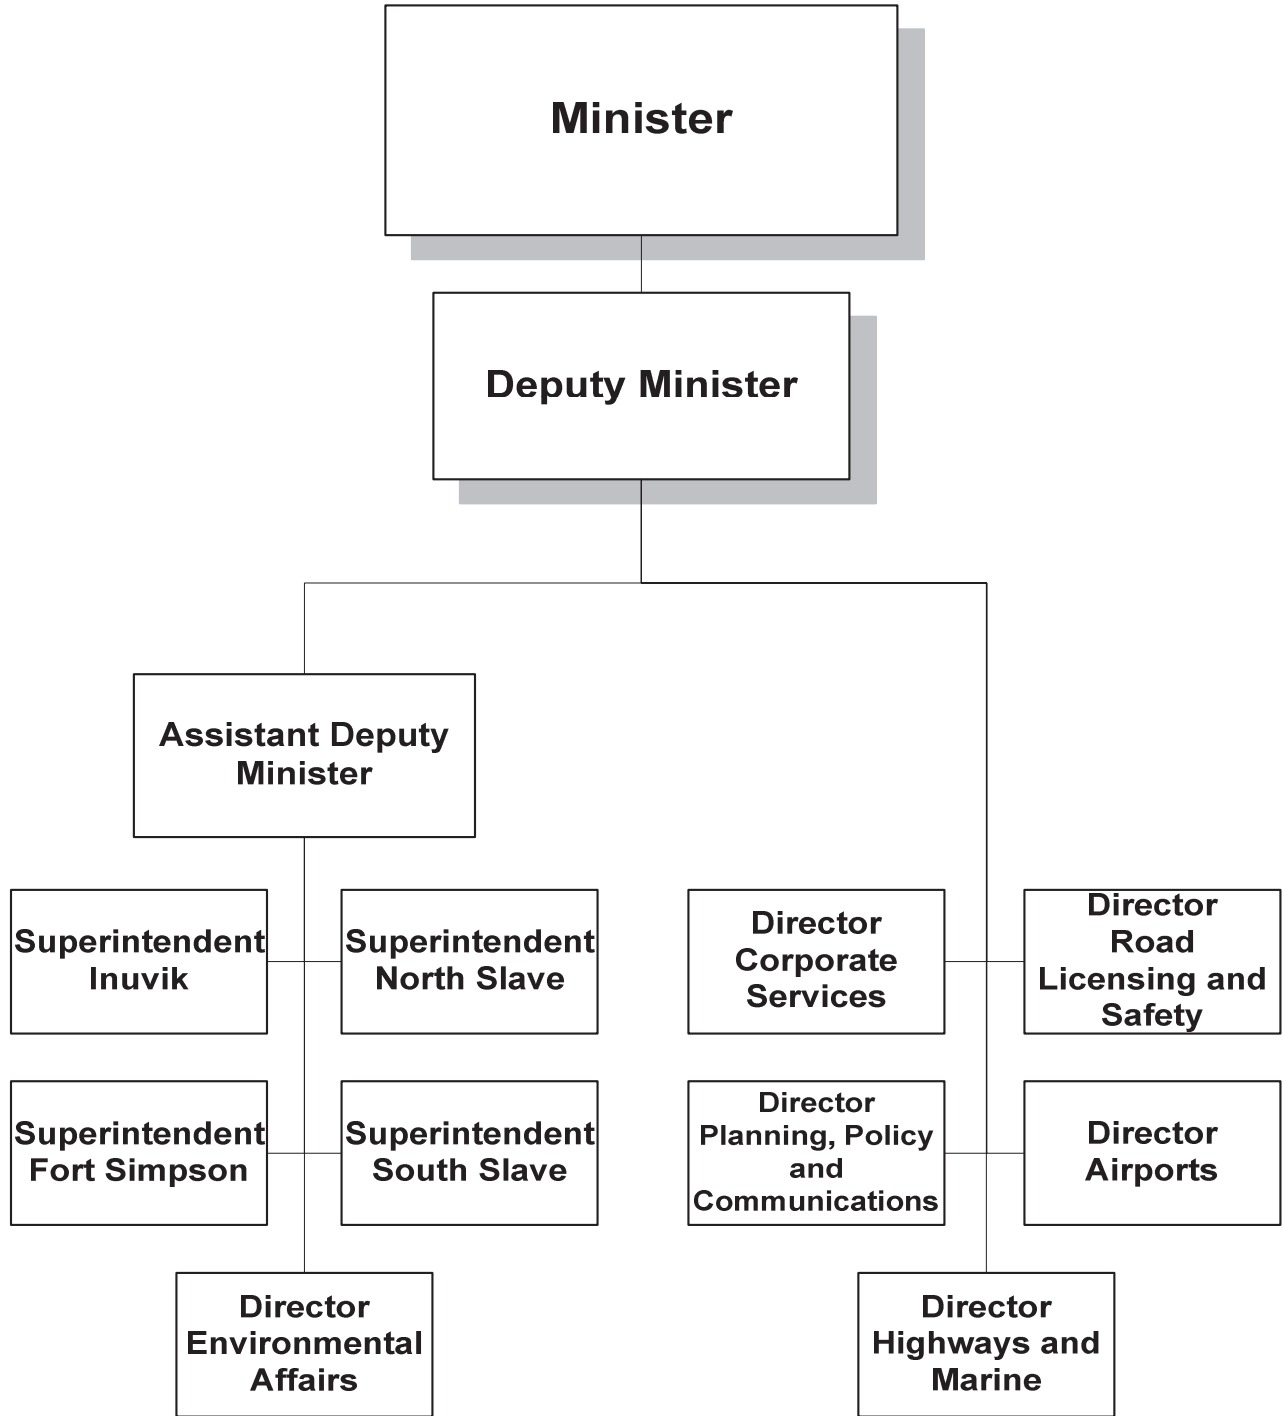 Minister
Deputy Minister
Assistant Deputy
Minister
Superintendent
Inuvik
Superintendent
North Slave
Director
Corporate
Services
Director
Road
Licensing and
Safety
Superintendent
Fort Simpson
Superintendent
South Slave
Director
Planning, Policy
and
Communications
Director
Airports
Director
Environmental
Affairs
Director
Highways and
Marine